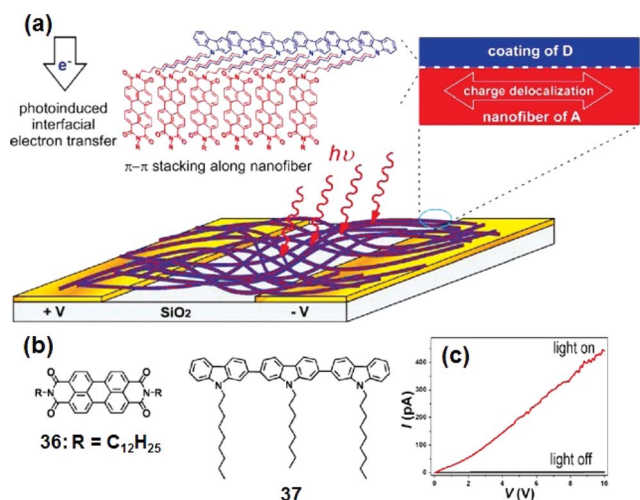 (a)
e-
photoinduced
interfacial
electron transfer
π–π stacking along nanofiber
coating of D
charge delocalization
nanofiber of A
hυ
+ V
SiO2
- V
(b)
R-N
O
O
O
O
N-R
36: R = C12H25
N
N
N
37
(c)
light on
light off
I (pA)
400
300
200
100
0
0 2 4 6 8 10
V (V)